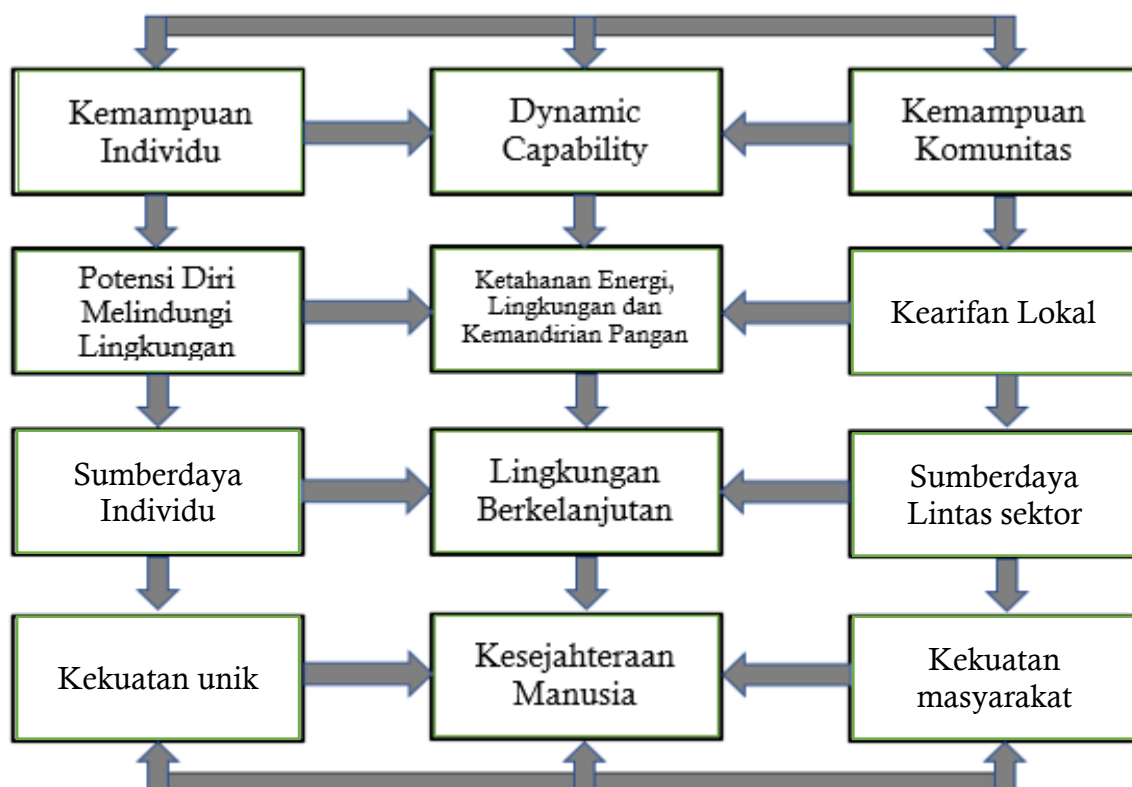 Kemampuan
Individu
Dynamic
Capability
Kemampuan
Komunitas
Potensi Diri
Melindungi
Lingkungan
Ketahanan Energi,
Lingkungan dan
Kemandirian Pangan
Kearifan Lokal
Sumberdaya
Individu
Lingkungan
Berkelanjutan
Sumberdaya
Lintas sektor
Kekuatan unik
Kesejahteraan
Manusia
Kekuatan
masyarakat